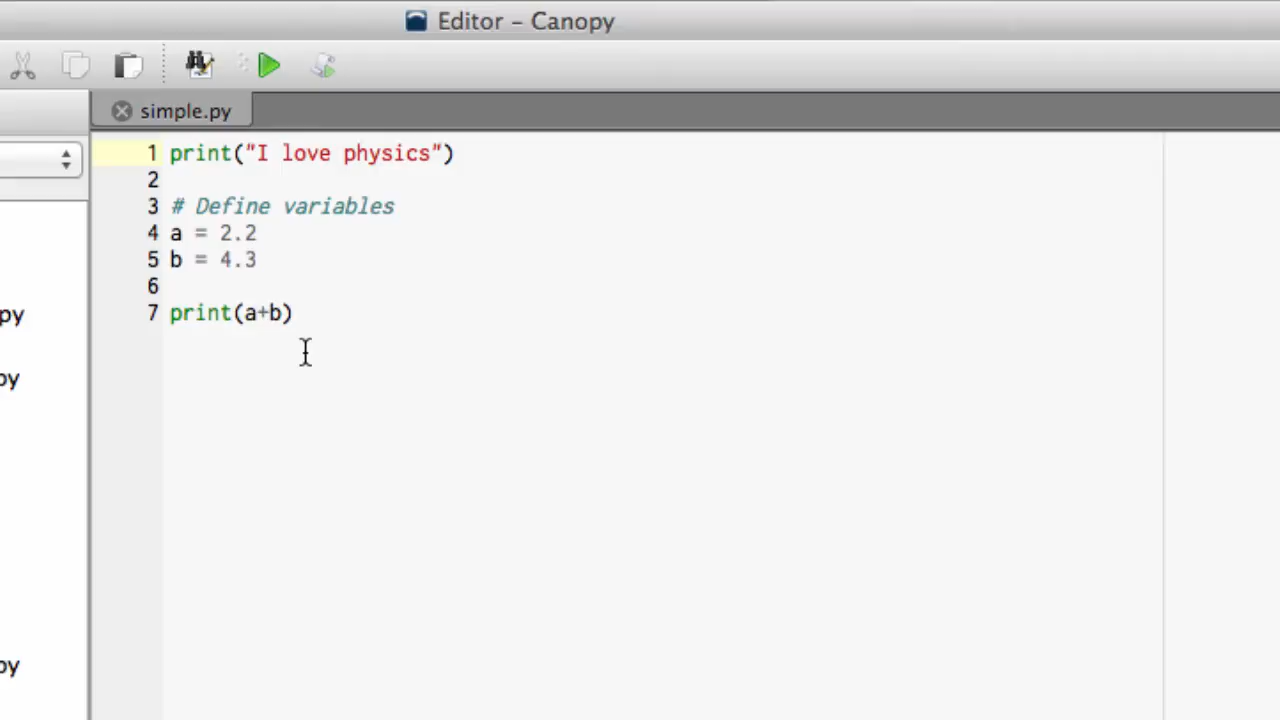 Editor – Canopy
simple.py
1 print("I love physics")
2
3 # Define variables
4 a = 2.2
5 b = 4.3
6
7 print(a+b)
py
py
py